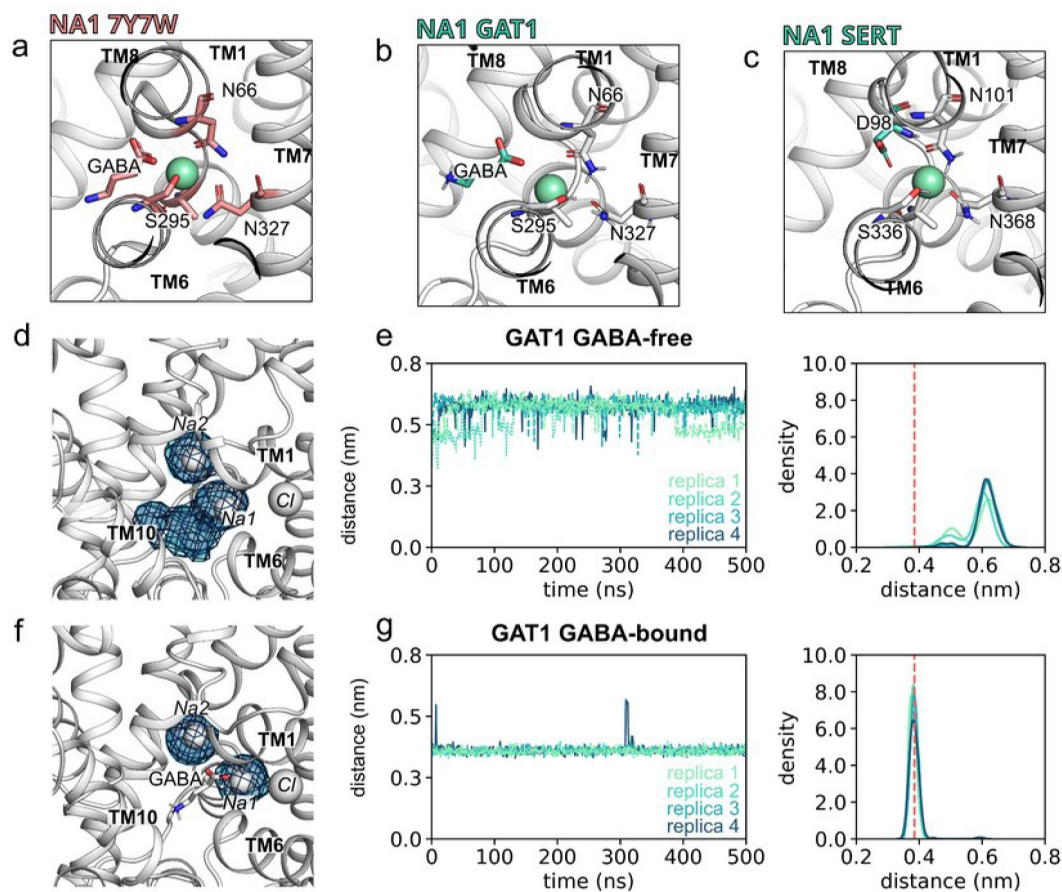 NA1 7Y7W
a
TM8
TM1
N66
TM7
GABA
S295
N327
TM6
NA1 GAT1
b
TM8
TM1
N66
TM7
GABA
S295
N327
TM6
NA1 SERT
c
TM8
TM1
N101
D98
TM7
S336
N368
TM6
d
Na2
TM1
Cl
Na1
TM10
TM6
e
GAT1 GABA-free
distance (nm)
0.8
0.5
0.3
0.0
replica 1
replica 2
replica 3
replica 4
0 100 200 300 400 500
time (ns)
density
10.0
8.0
6.0
4.0
2.0
0.0
0.2 0.4 0.6 0.8
distance (nm)
f
Na2
TM1
GABA
Cl
Na1
TM10
TM6
g
GAT1 GABA-bound
distance (nm)
0.8
0.5
0.3
0.0
replica 1
replica 2
replica 3
replica 4
0 100 200 300 400 500
time (ns)
density
10.0
8.0
6.0
4.0
2.0
0.0
0.2 0.4 0.6 0.8
distance (nm)